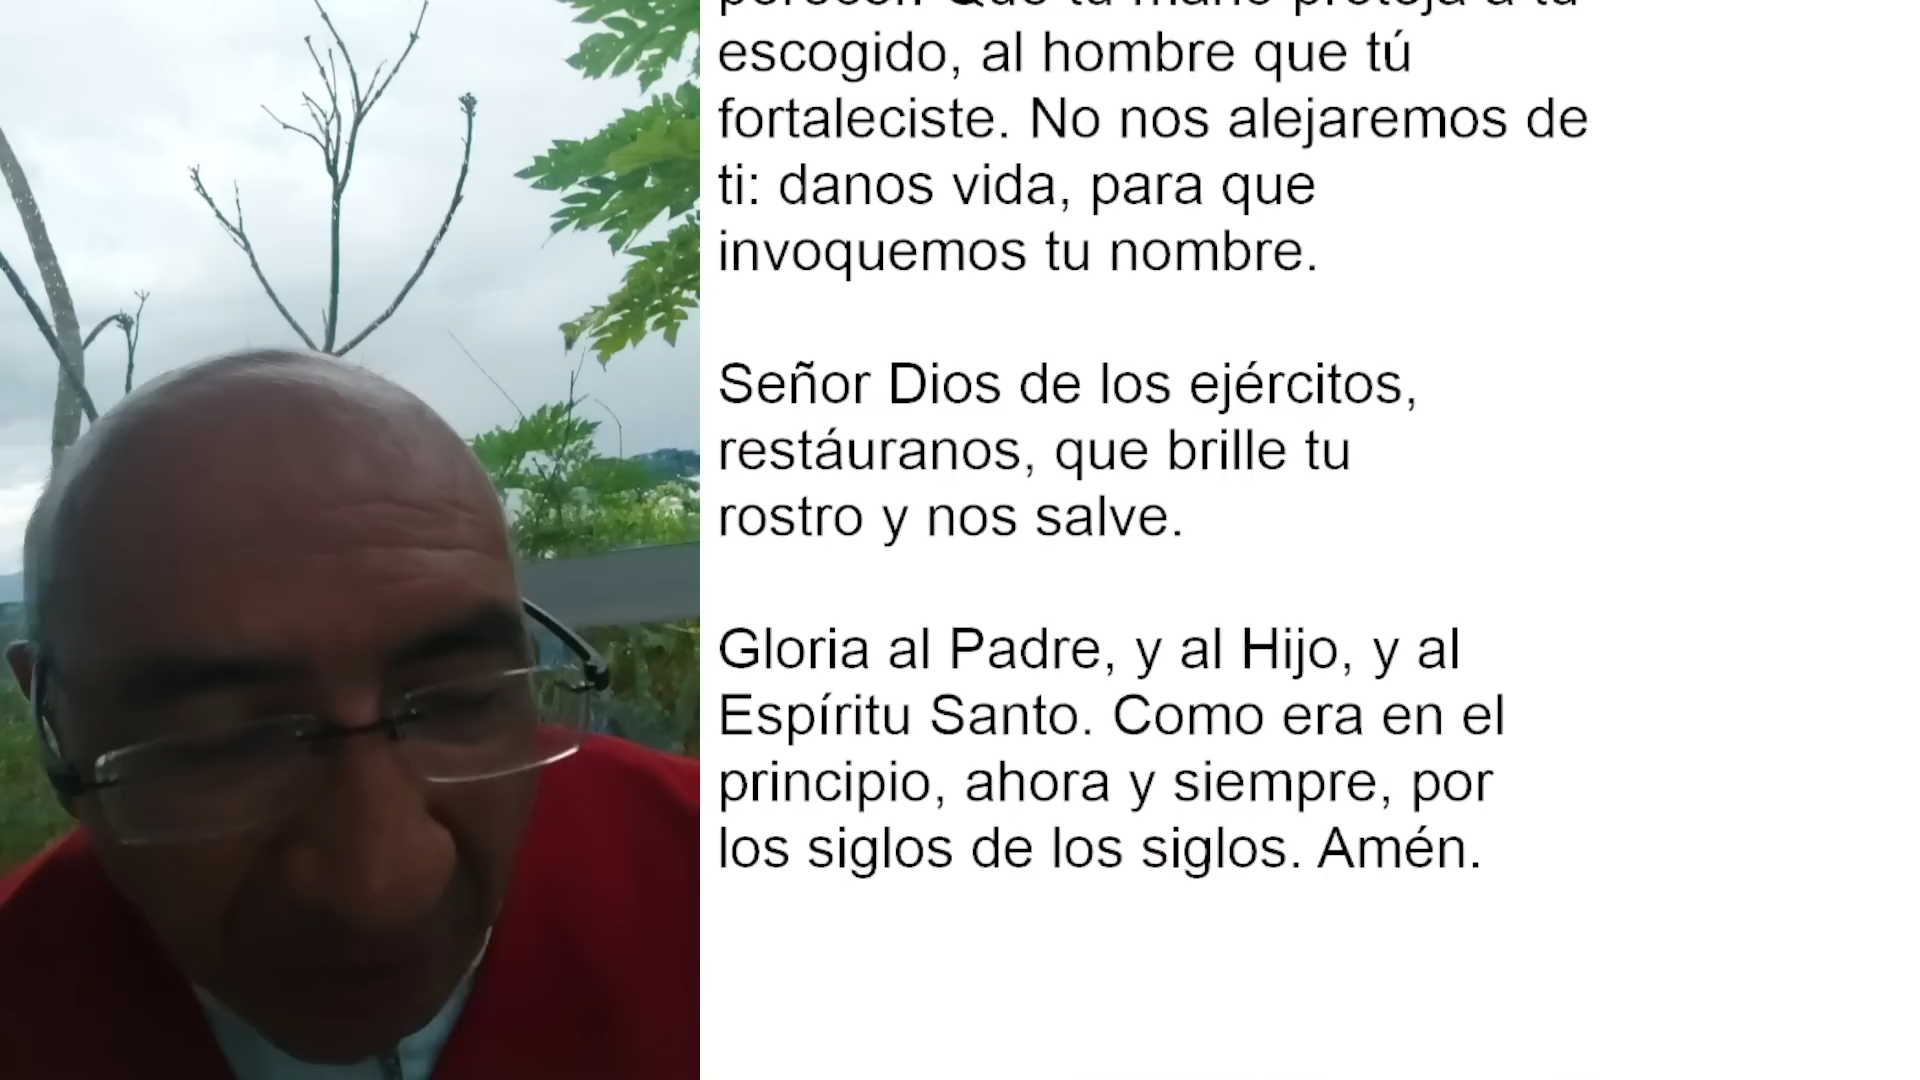 escogido, al hombre que tú
fortaleciste. No nos alejaremos de
ti: danos vida, para que
invoquemos tu nombre.
Señor Dios de los ejércitos,
restáuranos, que brille tu
rostro y nos salve.
Gloria al Padre, y al Hijo, y al
Espíritu Santo. Como era en el
principio, ahora y siempre, por
los siglos de los siglos. Amén.